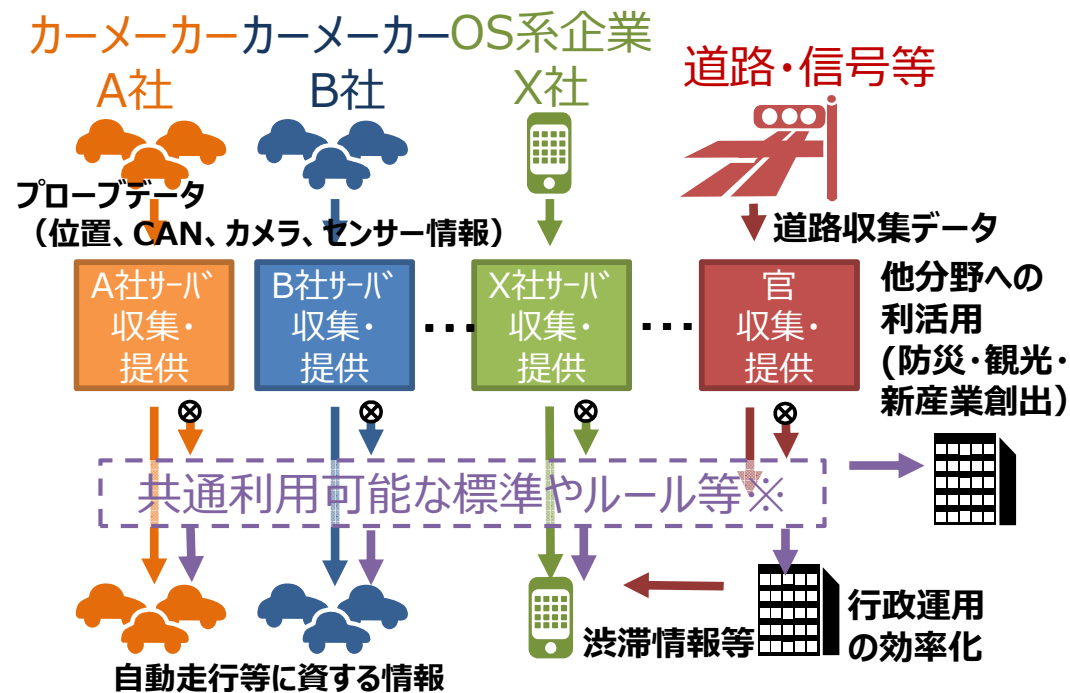 カーメーカー
A社
カーメーカー
B社
OS系企業
X社
道路・信号等
プローブデータ
（位置、CAN、カメラ、センサー情報）
道路収集データ
A社ｻｰﾊﾞ
収集・
提供
B社ｻｰﾊﾞ
収集・
提供
・・・
X社ｻｰﾊﾞ
収集・
提供
・・・
官
収集・
提供
他分野への
利活用
(防災・観光・
新産業創出）
共通利用可能な標準やルール等※
自動走行等に資する情報
渋滞情報等
行政運用
の効率化